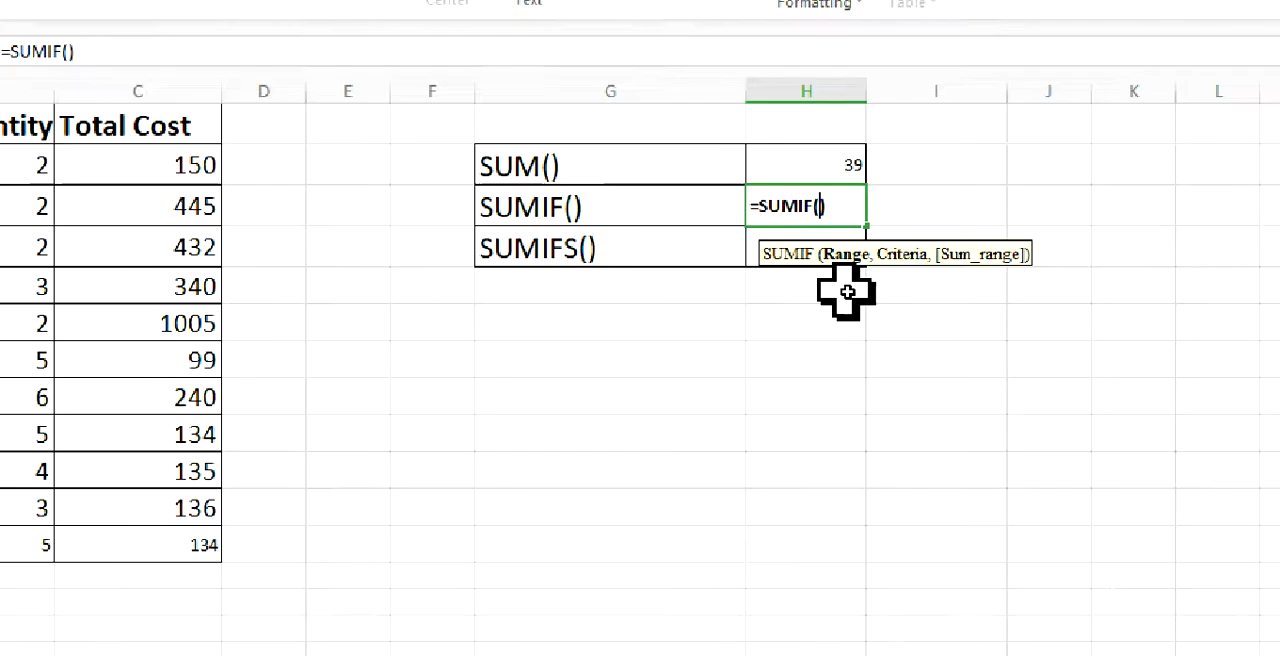 Center Text Formatting Table
=SUMIF()
C D E F G H I J K L
ntity Total Cost
2 150 SUM() 39
2 445 SUMIF() =SUMIF()
2 432 SUMIFS()
SUMIF (Range, Criteria, [Sum_range])
3 340
2 1005
5 99
6 240
5 134
4 135
3 136
5 134